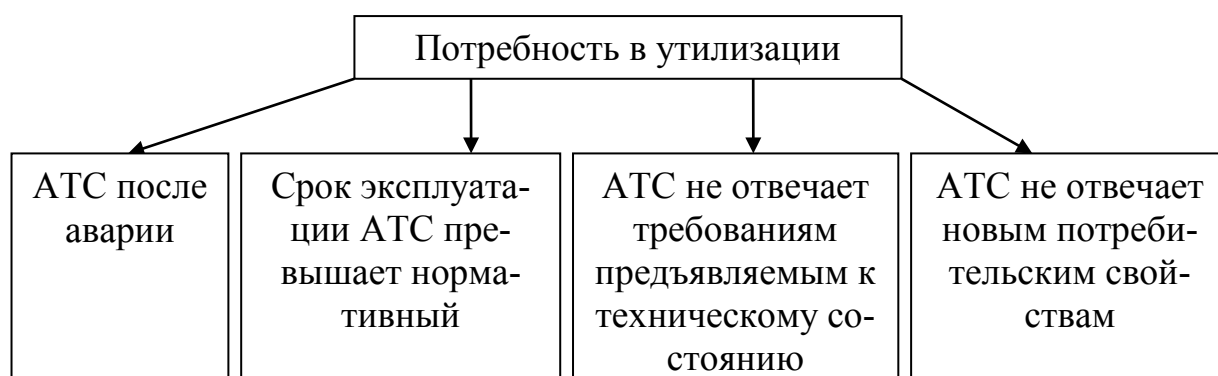 Потребность в утилизации
АТС после
аварии
Срок эксплуата-
ции АТС пре-
вышает норма-
тивный
АТС не отвечает
требованиям
предъявляемым к
техническому со-
стоянию
АТС не отвечает
новым потреби-
тельским свой-
ствам